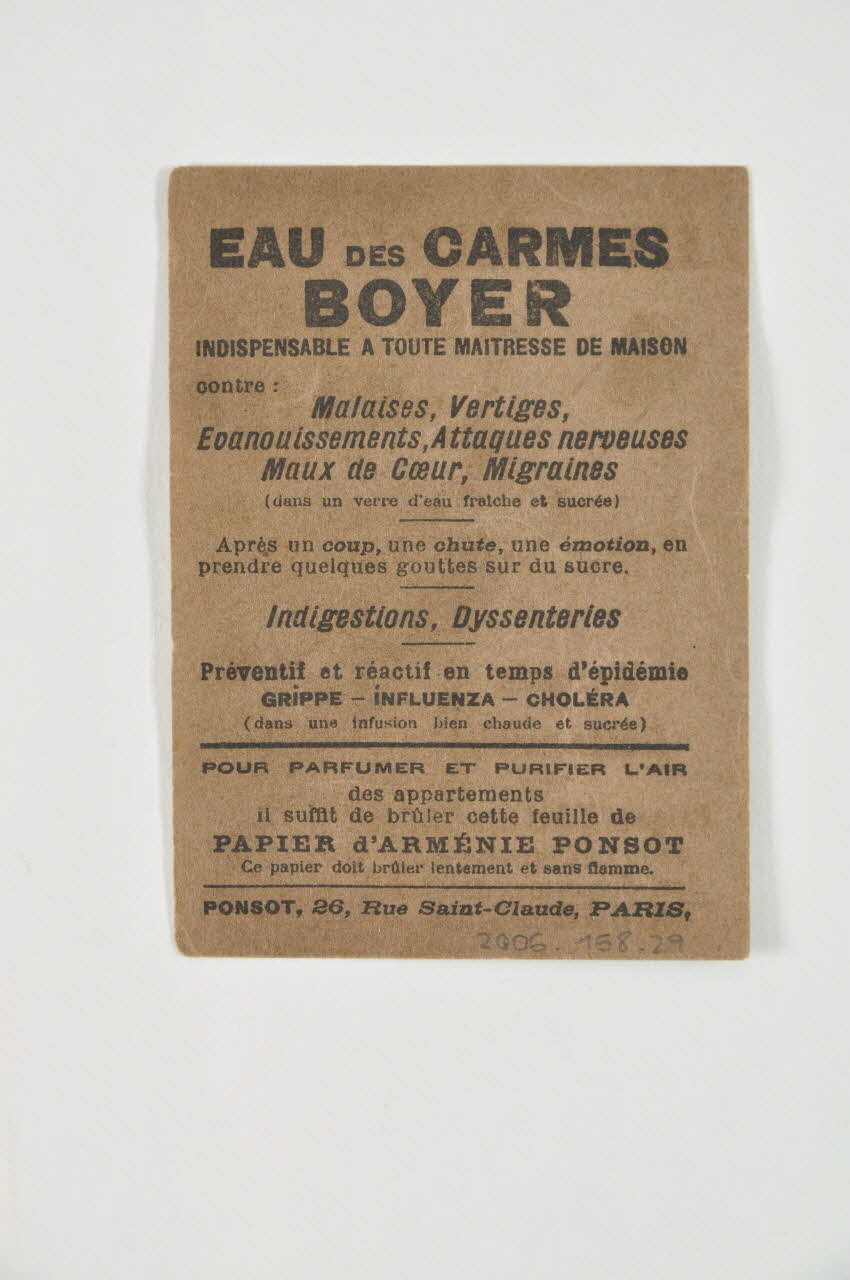 EAU DES CARMES
BOYER
INDISPENSABLE A TOUTE MAITRESSE DE MAISON
contre :
Malaises, Vertiges,
Evanouissements, Attaques nerveuses
Maux de Cœur, Migraines
(dans un verre d'eau fraîche et sucrée)
Après un coup, une chute, une émotion, en
prendre quelques gouttes sur du sucre.
Indigestions, Dyssenteries
Préventif et réactif en temps d'épidémie
GRIPPE — INFLUENZA — CHOLÉRA
(dans une infusion bien chaude et sucrée)
POUR PARFUMER ET PURIFIER L'AIR
des appartements
il suffit de brûler cette feuille de
PAPIER d'ARMÉNIE PONSOT
Ce papier doit brûler lentement et sans flamme.
PONSOT, 26, Rue Saint-Claude, PARIS,
2006.158.29